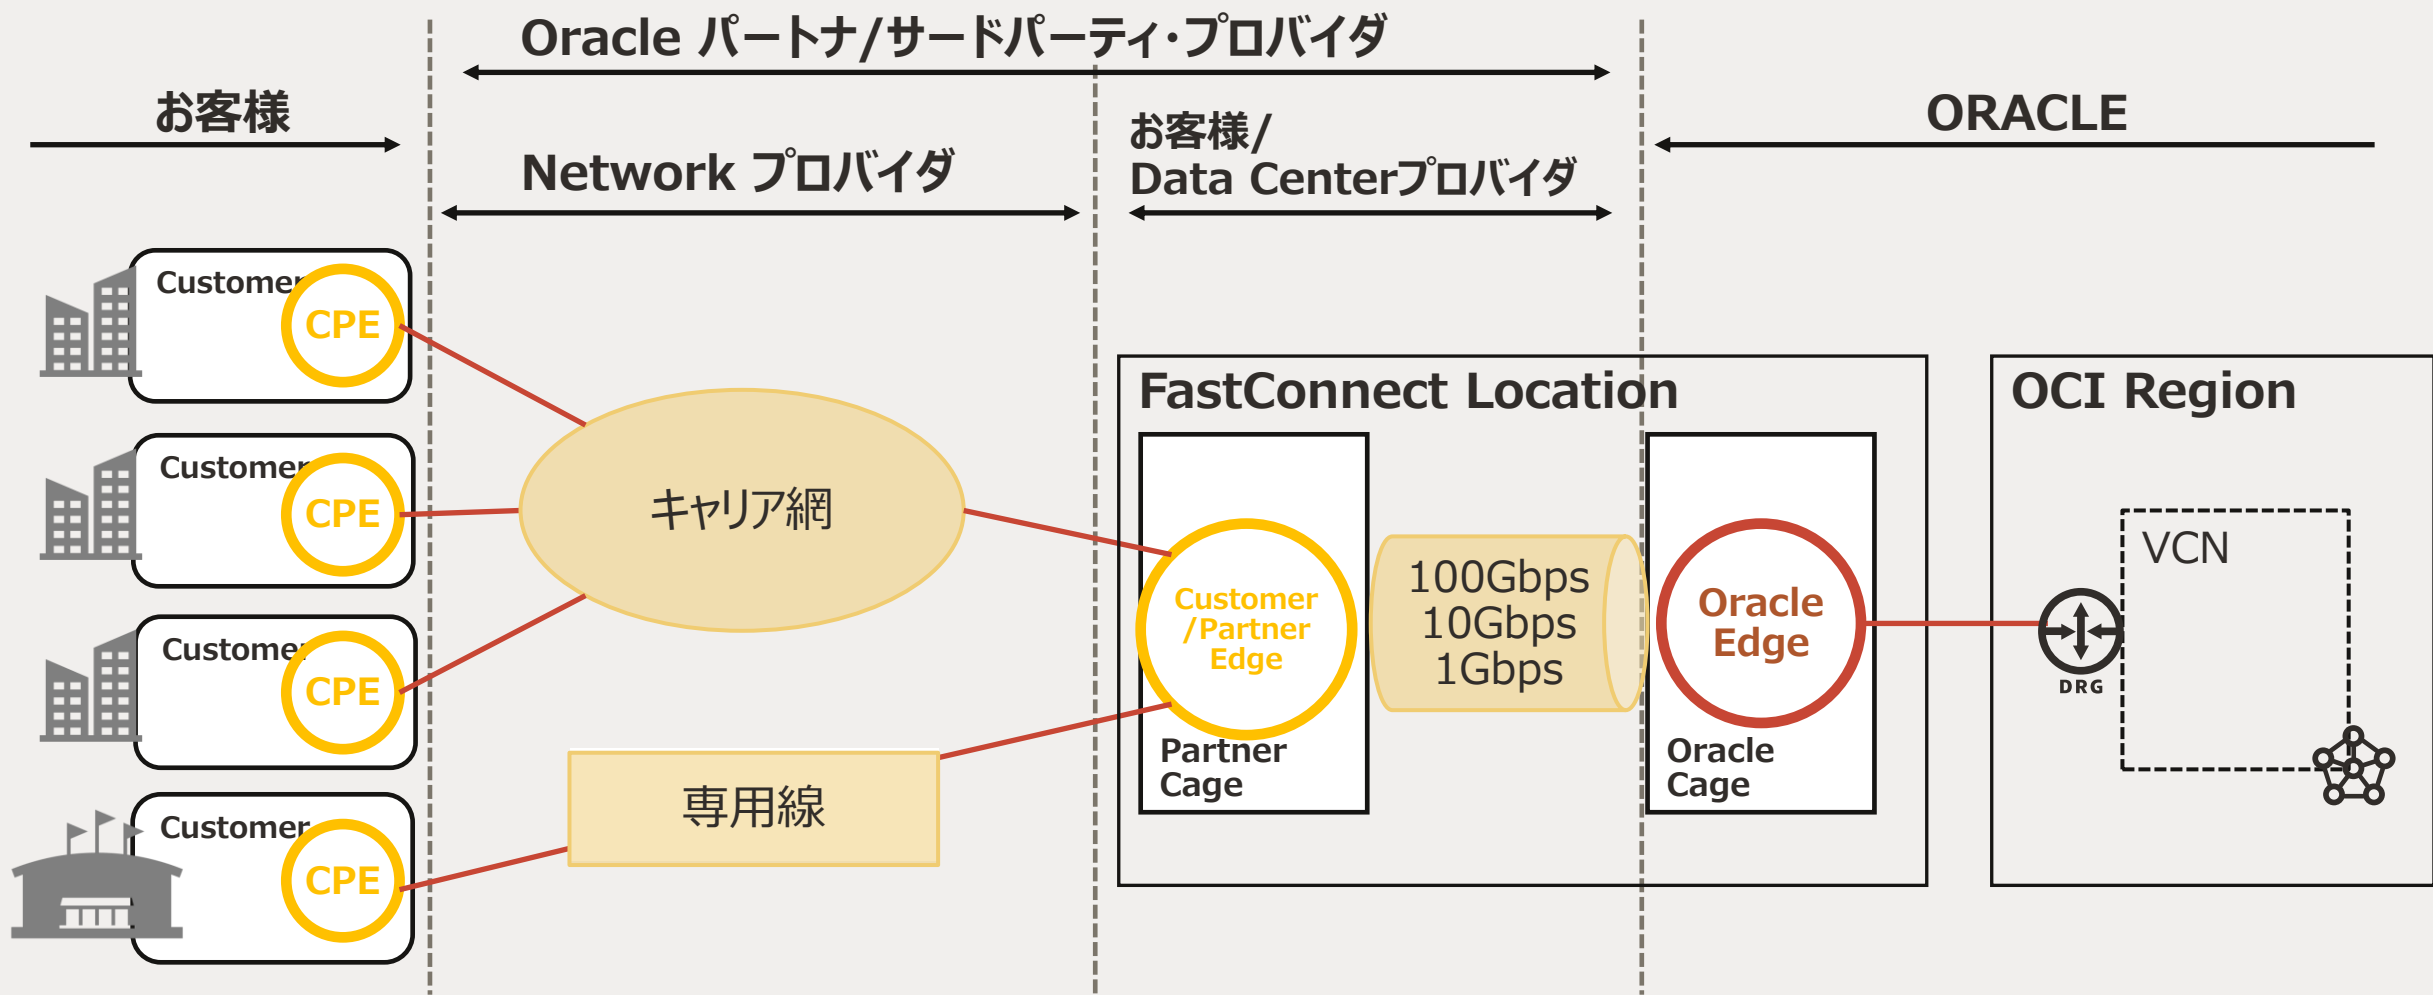 Oracle パートナ/サードパーティ・プロバイダ
お客様
ORACLE
Network プロバイダ
お客様/
Data Centerプロバイダ
Customer
CPE
Customer
CPE
Customer
CPE
Customer
CPE
キャリア網
専用線
FastConnect Location
Customer
/Partner
Edge
Partner
Cage
100Gbps
10Gbps
1Gbps
Oracle
Edge
Oracle
Cage
OCI Region
VCN
DRG